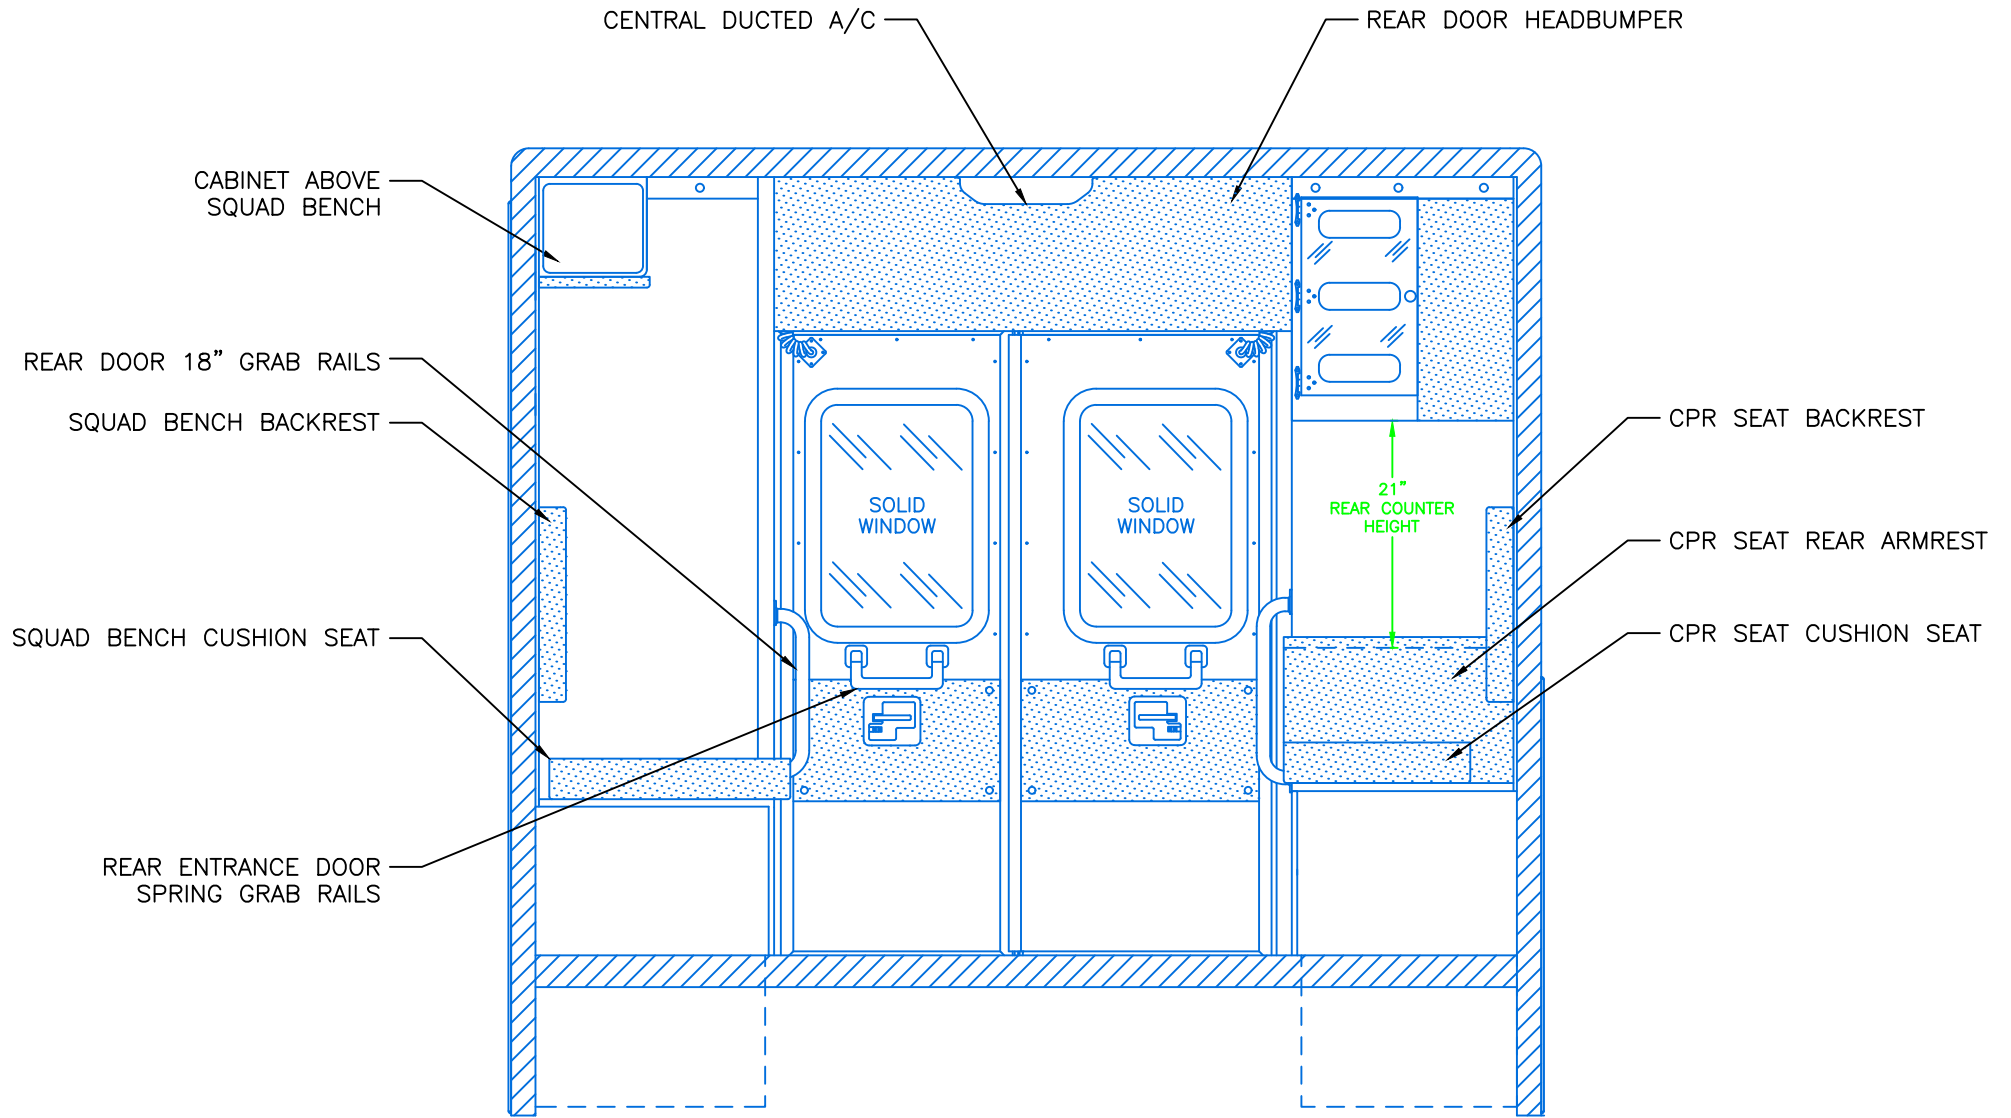 CENTRAL DUCTED A/C
REAR DOOR HEADBUMPER
CABINET ABOVE
SQUAD BENCH
REAR DOOR 18” GRAB RAILS
SQUAD BENCH BACKREST
SQUAD BENCH CUSHION SEAT
REAR ENTRANCE DOOR
SPRING GRAB RAILS
SOLID
WINDOW
SOLID
WINDOW
21”
REAR COUNTER
HEIGHT
CPR SEAT BACKREST
CPR SEAT REAR ARMREST
CPR SEAT CUSHION SEAT